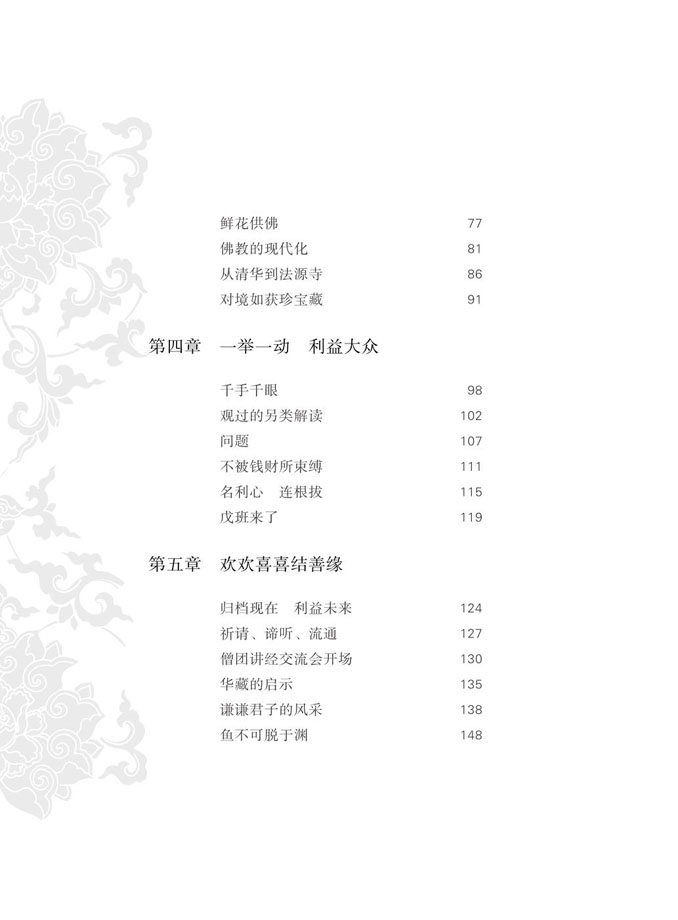 鲜花供佛 77
佛教的现代化 81
从清华到法源寺 86
对境如获珍宝藏 91
第四章 一举一动 利益大众
千手千眼 98
观过的另类解读 102
问题 107
不被钱财所束缚 111
名利心 连根拔 115
戊班来了 119
第五章 欢欢喜喜结善缘
归档现在 利益未来 124
祈请、谛听、流通 127
僧团讲经交流会开场 130
华藏的启示 135
谦谦君子的风采 138
鱼不可脱于渊 148